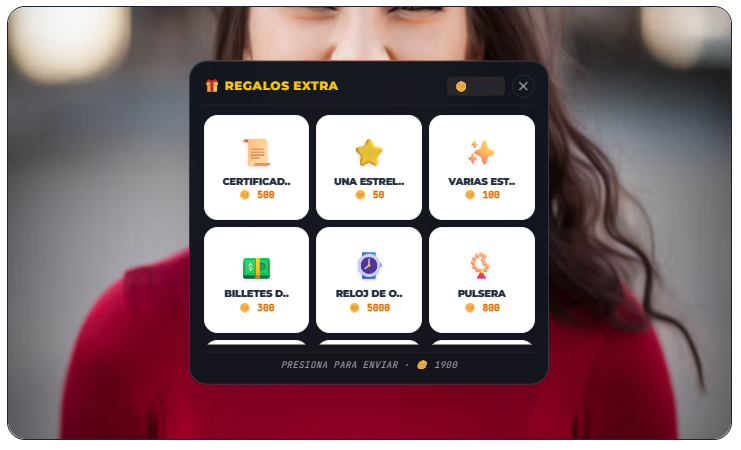 REGALOS EXTRA
CERTIFICAD..
500
UNA ESTREL..
50
VARIAS EST..
100
BILLETES D..
300
RELOJ DE O..
5000
PULSERA
800
PRESIONA PARA ENVIAR · 1900